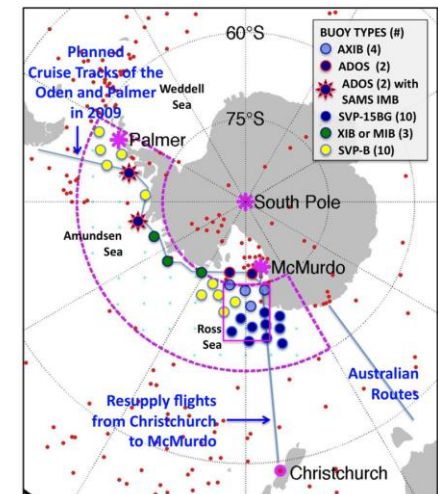 Planned
Cruise Tracks of the
Oden and Palmer
in 2009
Weddell
Sea
60°S
75°S
BUOY TYPES (#)
AXIB (4)
ADOS (2)
ADOS (2) with
SAMS IMB
SVP-15BG (10)
XIB or MIB (3)
SVP-B (10)
Palmer
South Pole
Amundsen
Sea
McMurdo
Ross
Sea
Australian
Routes
Resupply flights
from Christchurch
to McMurdo
Christchurch